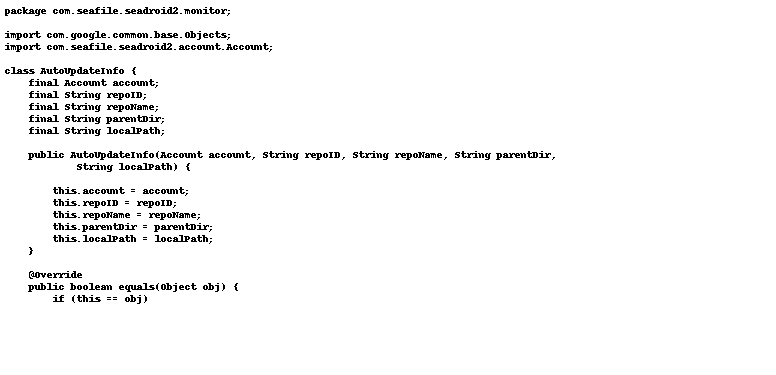 package com.seafile.seadroid2.monitor;

import com.google.common.base.Objects;
import com.seafile.seadroid2.account.Account;

class AutoUpdateInfo {
    final Account account;
    final String repoID;
    final String repoName;
    final String parentDir;
    final String localPath;

    public AutoUpdateInfo(Account account, String repoID, String repoName, String parentDir,
            String localPath) {

        this.account = account;
        this.repoID = repoID;
        this.repoName = repoName;
        this.parentDir = parentDir;
        this.localPath = localPath;
    }

    @Override
    public boolean equals(Object obj) {
        if (this == obj)